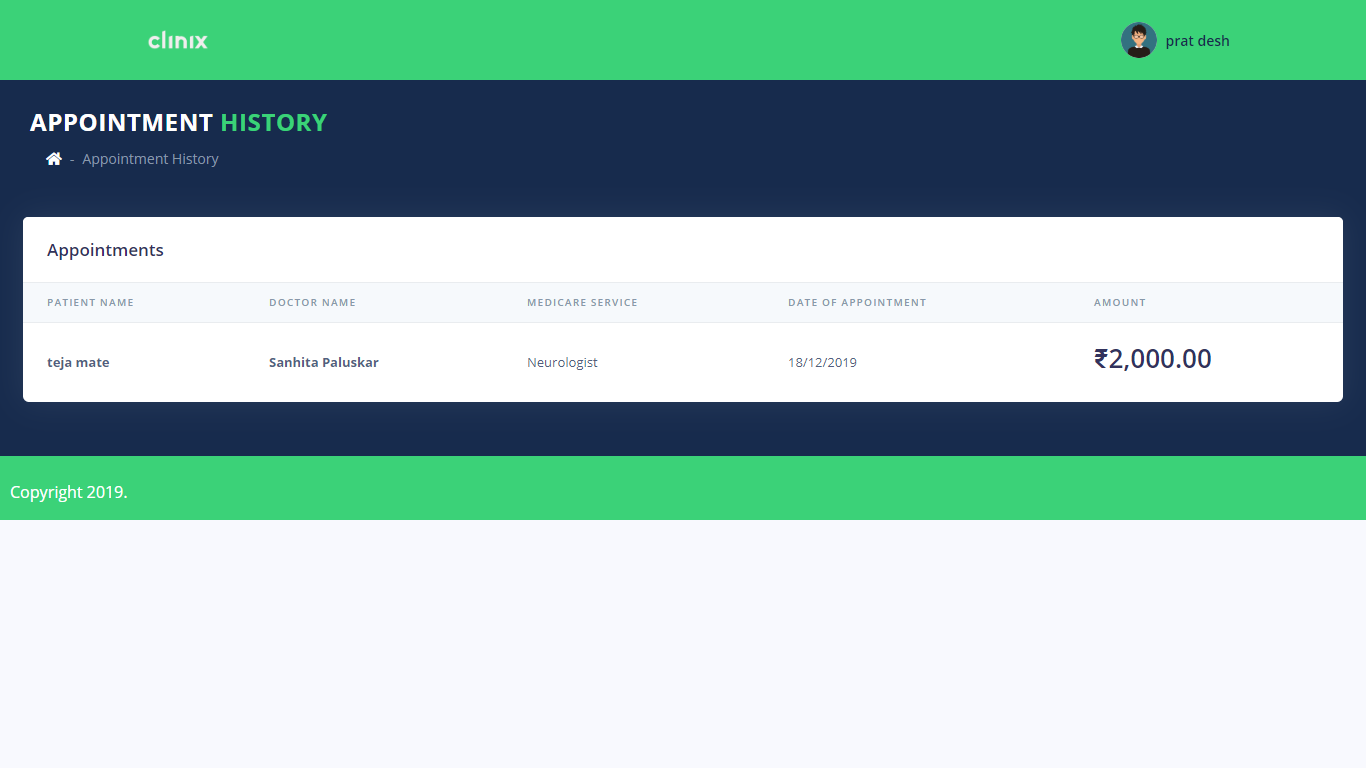 clinix
prat desh
APPOINTMENT HISTORY
- Appointment History
Appointments
PATIENT NAME DOCTOR NAME MEDICARE SERVICE DATE OF APPOINTMENT AMOUNT
teja mate Sanhita Paluskar Neurologist 18/12/2019 ₹2,000.00
Copyright 2019.